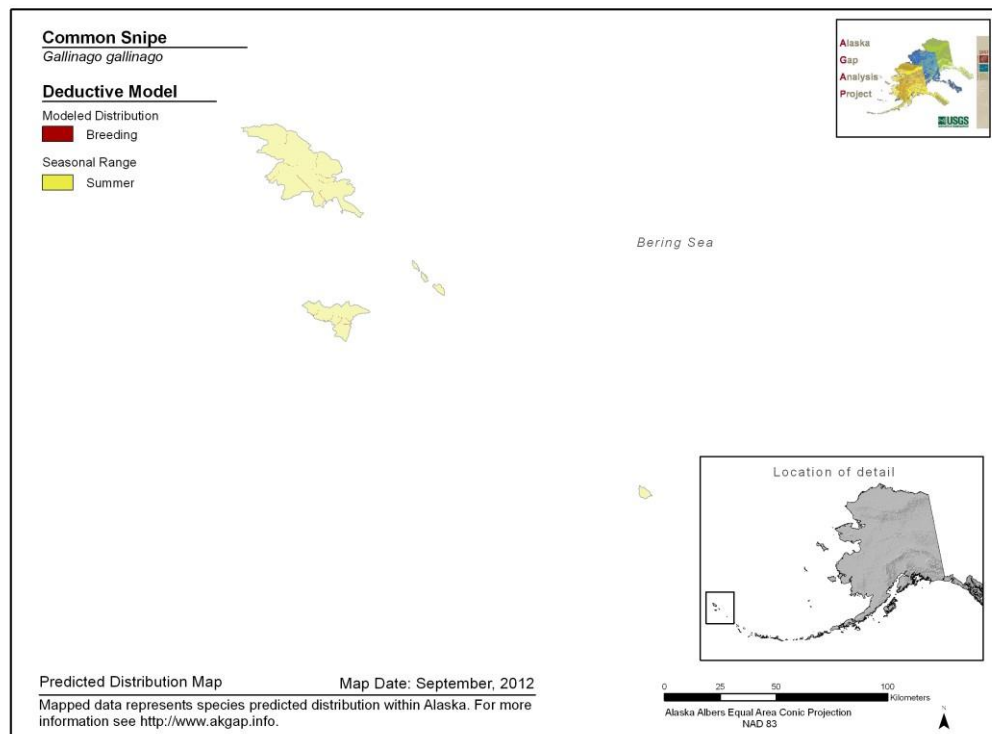 Common Snipe
Gallinago gallinago
Deductive Model
Modeled Distribution
Breeding
Seasonal Range
Summer
Alaska
Gap
Analysis
Project
USGS
Bering Sea
Location of detail
Predicted Distribution Map Map Date: September, 2012
Mapped data represents species predicted distribution within Alaska. For more
information see http://www.akgap.info.
0 25 50 100
Kilometers
Alaska Albers Equal Area Conic Projection
NAD 83
N